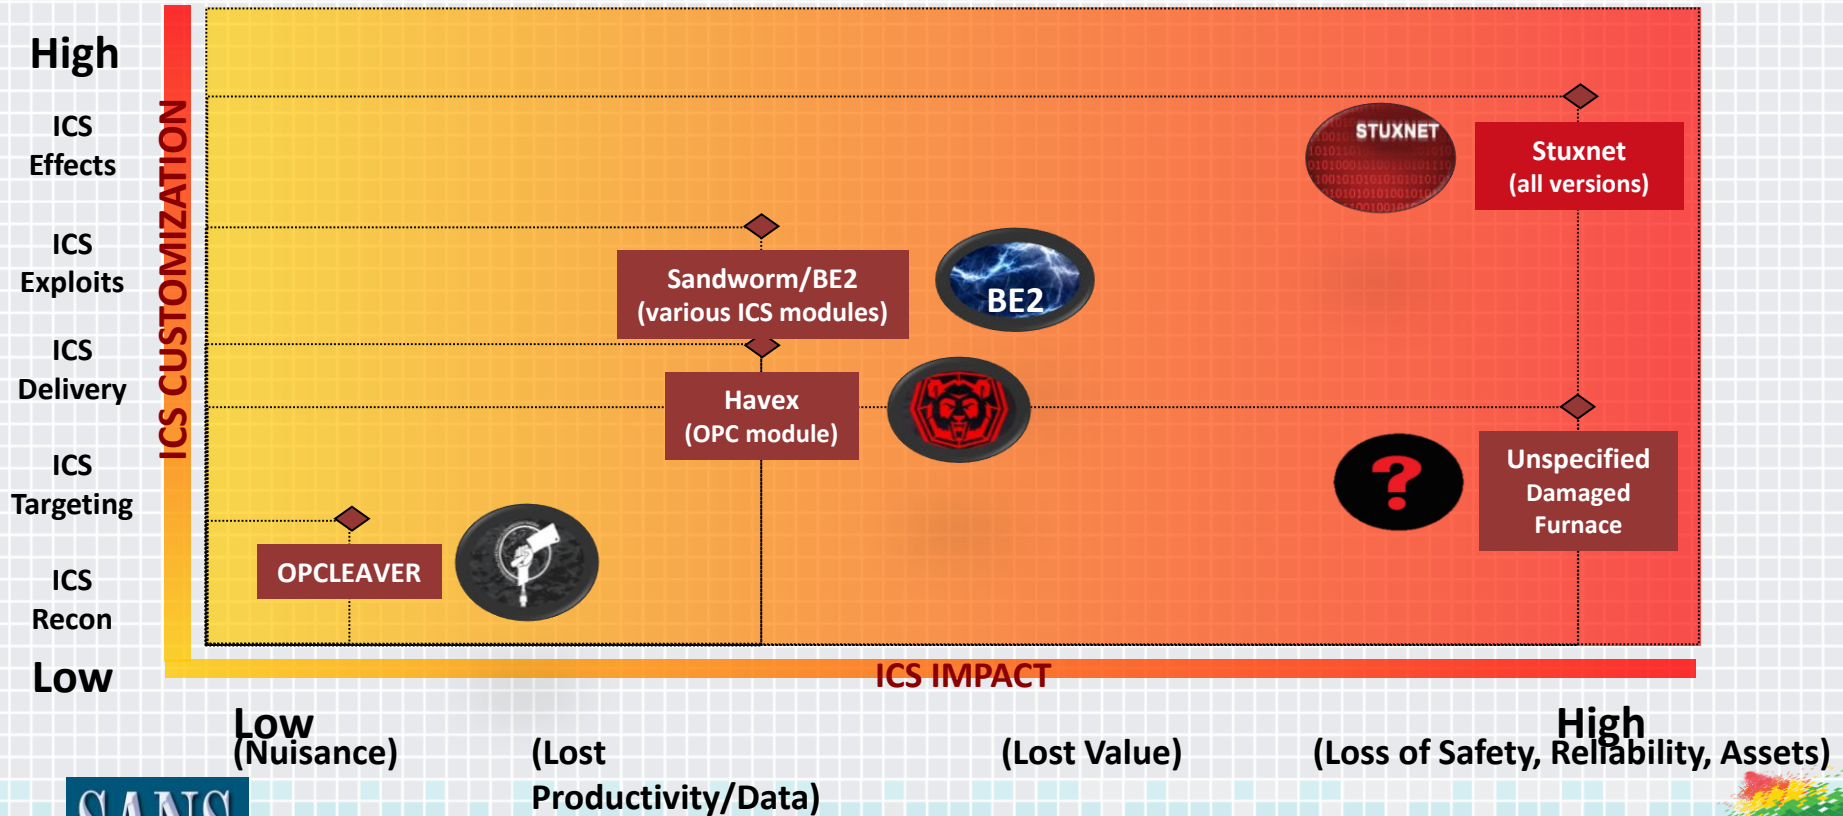 High
ICS
Effects
ICS
Exploits
ICS
Delivery
ICS
Targeting
ICS
Recon
Low
ICS CUSTOMIZATION
STUXNET
Stuxnet
(all versions)
Sandworm/BE2
(various ICS modules)
BE2
Havex
(OPC module)
Unspecified
Damaged
Furnace
OPCLEAVER
ICS IMPACT
Low
(Nuisance)
(Lost
Productivity/Data)
(Lost Value)
High
(Loss of Safety, Reliability, Assets)
SANS